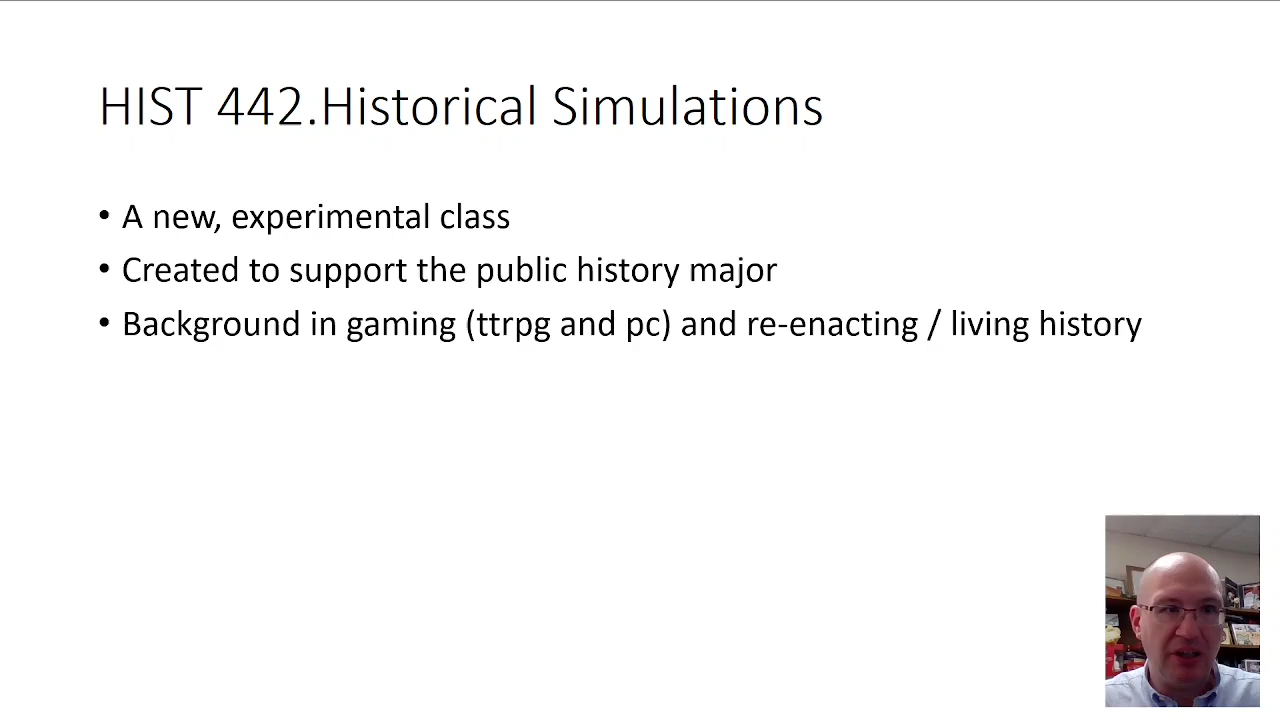 HIST 442.Historical Simulations
• A new, experimental class
• Created to support the public history major
• Background in gaming (ttrpg and pc) and re-enacting / living history